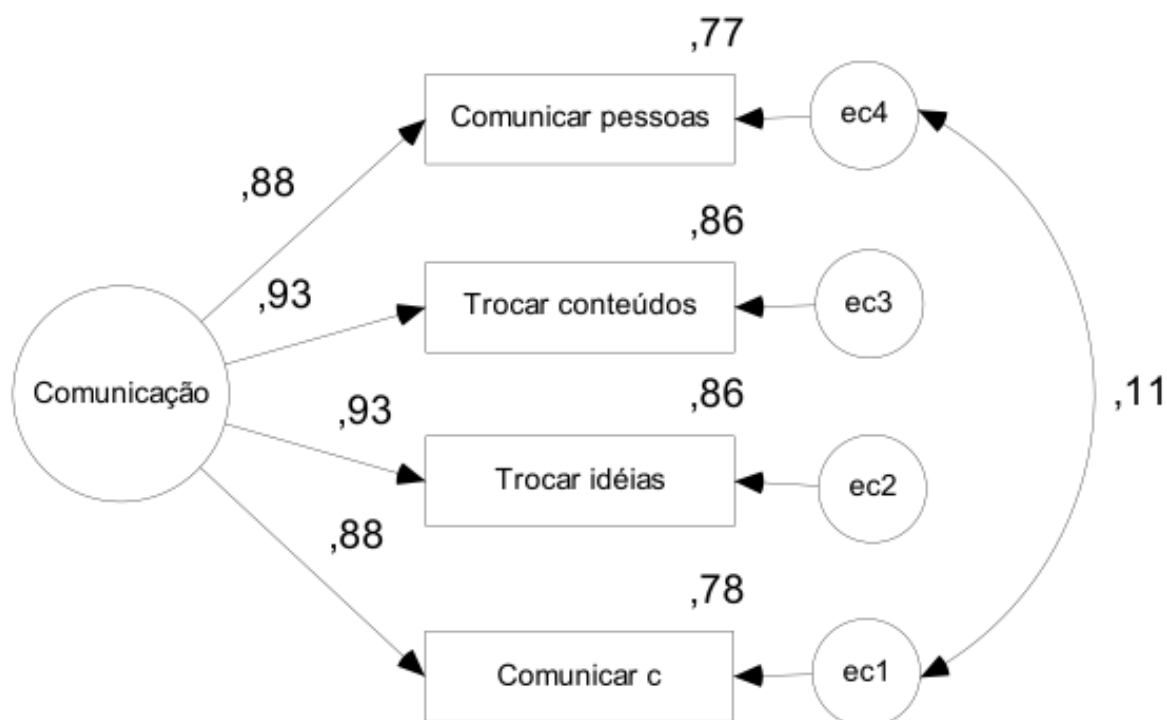 ,77
Comunicar pessoas
ec4
,88
,86
,93
Trocar conteúdos
ec3
Comunicação
,11
,93
,86
Trocar idéias
ec2
,88
,78
Comunicar c
ec1